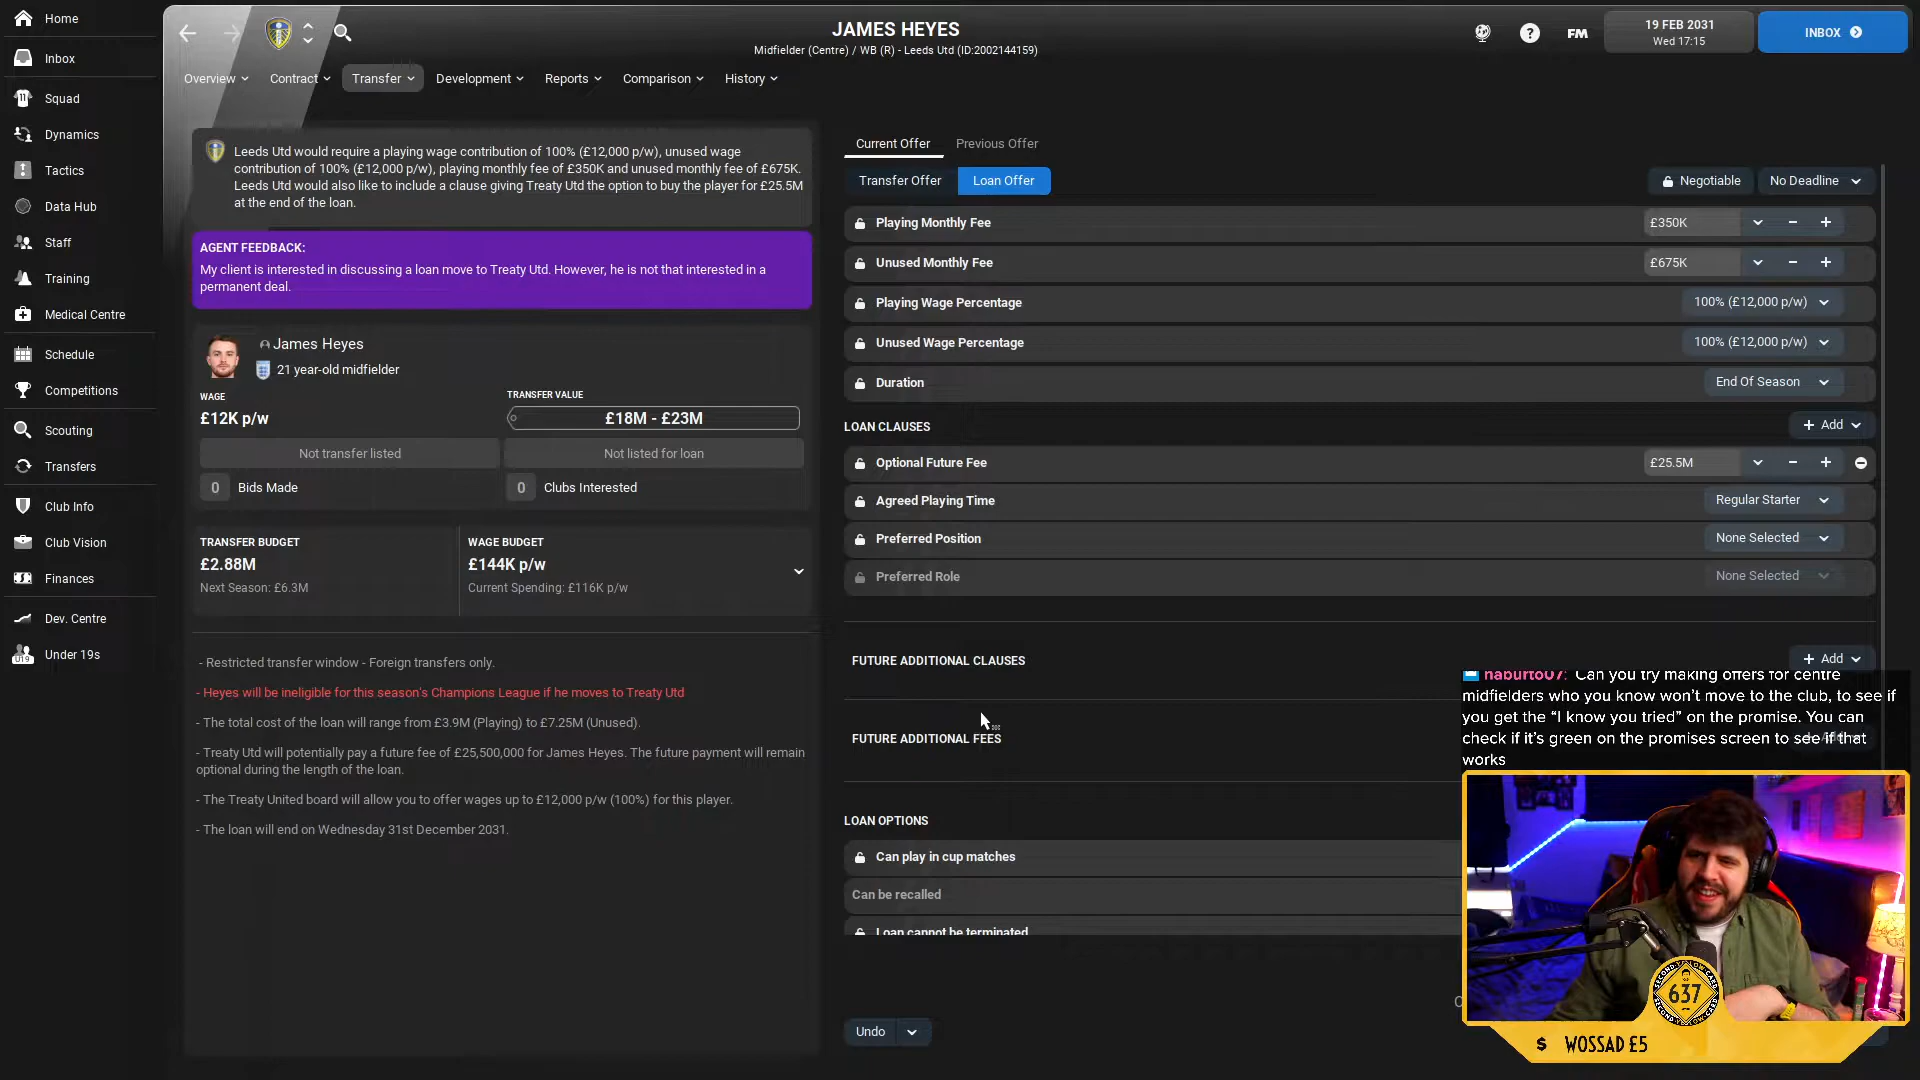 Home
Inbox
Squad
Dynamics
Tactics
Data Hub
Staff
Training
Medical Centre
Schedule
Competitions
Scouting
Transfers
Club Info
Club Vision
Finances
Dev. Centre
U19 Under 19s
JAMES HEYES
Midfielder (Centre) / WB (R) - Leeds Utd (ID:2002144159)
FM
19 FEB 2031
Wed 17:15
INBOX
Overview Contract Transfer Development Reports Comparison History
Leeds Utd would require a playing wage contribution of 100% (£12,000 p/w), unused wage
contribution of 100% (£12,000 p/w), playing monthly fee of £350K and unused monthly fee of £675K.
Leeds Utd would also like to include a clause giving Treaty Utd the option to buy the player for £25.5M
at the end of the loan.
AGENT FEEDBACK:
My client is interested in discussing a loan move to Treaty Utd. However, he is not that interested in a
permanent deal.
James Heyes
21 year-old midfielder
WAGE
£12K p/w
TRANSFER VALUE
£18M - £23M
Not transfer listed
Not listed for loan
0 Bids Made
0 Clubs Interested
TRANSFER BUDGET
£2.88M
Next Season: £6.3M
WAGE BUDGET
£144K p/w
Current Spending: £116K p/w
- Restricted transfer window - Foreign transfers only.
- Heyes will be ineligible for this season's Champions League if he moves to Treaty Utd
- The total cost of the loan will range from £3.9M (Playing) to £7.25M (Unused).
- Treaty Utd will potentially pay a future fee of £25,500,000 for James Heyes. The future payment will remain
optional during the length of the loan.
- The Treaty United board will allow you to offer wages up to £12,000 p/w (100%) for this player.
- The loan will end on Wednesday 31st December 2031.
Current Offer Previous Offer
Transfer Offer Loan Offer Negotiable No Deadline
Playing Monthly Fee £350K
Unused Monthly Fee £675K
Playing Wage Percentage 100% (£12,000 p/w)
Unused Wage Percentage 100% (£12,000 p/w)
Duration End Of Season
LOAN CLAUSES + Add
Optional Future Fee £25.5M
Agreed Playing Time Regular Starter
Preferred Position None Selected
Preferred Role None Selected
FUTURE ADDITIONAL CLAUSES + Add
FUTURE ADDITIONAL FEES
LOAN OPTIONS
Can play in cup matches
Can be recalled
Loan cannot be terminated
Undo
naburto07: Can you try making offers for centre
midfielders who you know won't move to the club, to see if
you get the "I know you tried" on the promise. You can
check if it's green on the promises screen to see if that
works
SECOND YELLOW CARD
637
$ WOSSAD £5